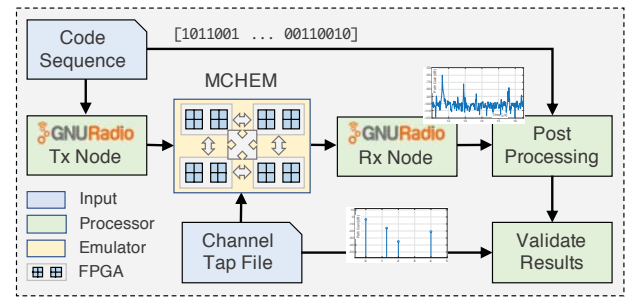 Code
Sequence
[1011001 ... 00110010]
MCHEM
GNURadio
Tx Node
GNURadio
Rx Node
Post
Processing
Input
Processor
Emulator
FPGA
Channel
Tap File
Validate
Results